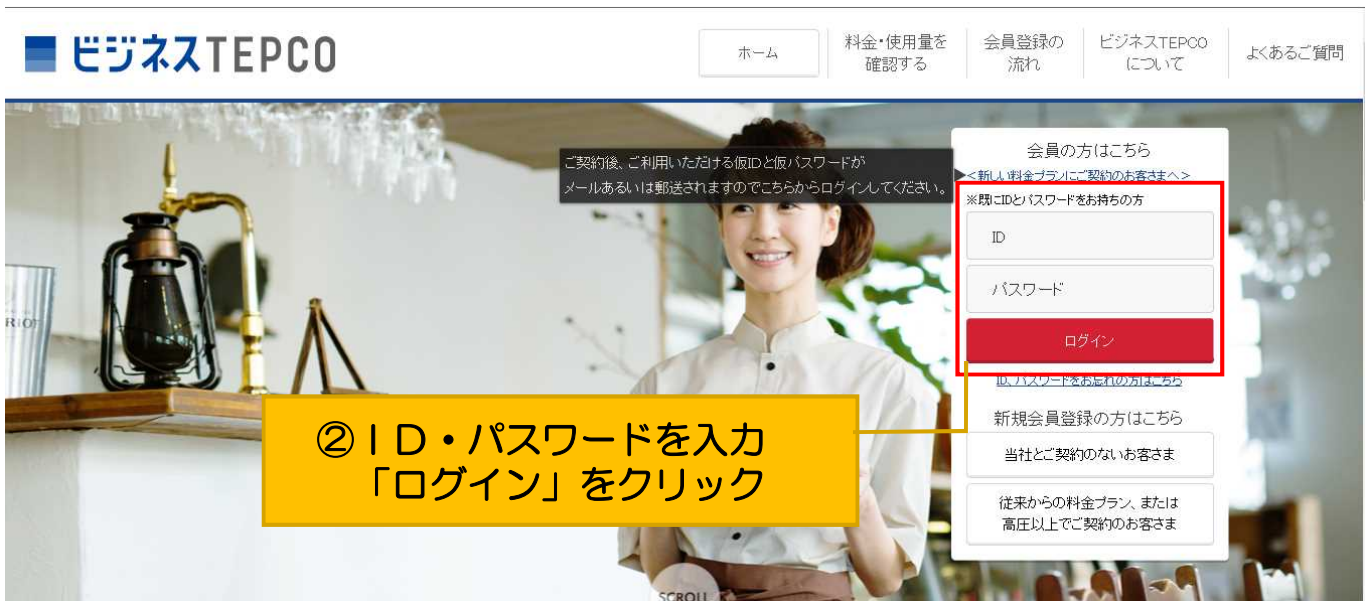 ビジネスTEPCO
ホーム
料金・使用量を
確認する
会員登録の
流れ
ビジネスTEPCO
について
よくあるご質問
ご契約後、ご利用いただける仮IDと仮パスワードが
メールあるいは郵送されますのでこちらからログインしてください。
会員の方はこちら
<新しい料金プランにご契約のお客さまへ>
※既にIDとパスワードをお持ちの方
ID
パスワード
ログイン
ID、パスワードをお忘れの方はこちら
新規会員登録の方はこちら
当社とご契約のないお客さま
従来からの料金プラン、または
高圧以上でご契約のお客さま
②ID・パスワードを入力
「ログイン」をクリック
SCROLL